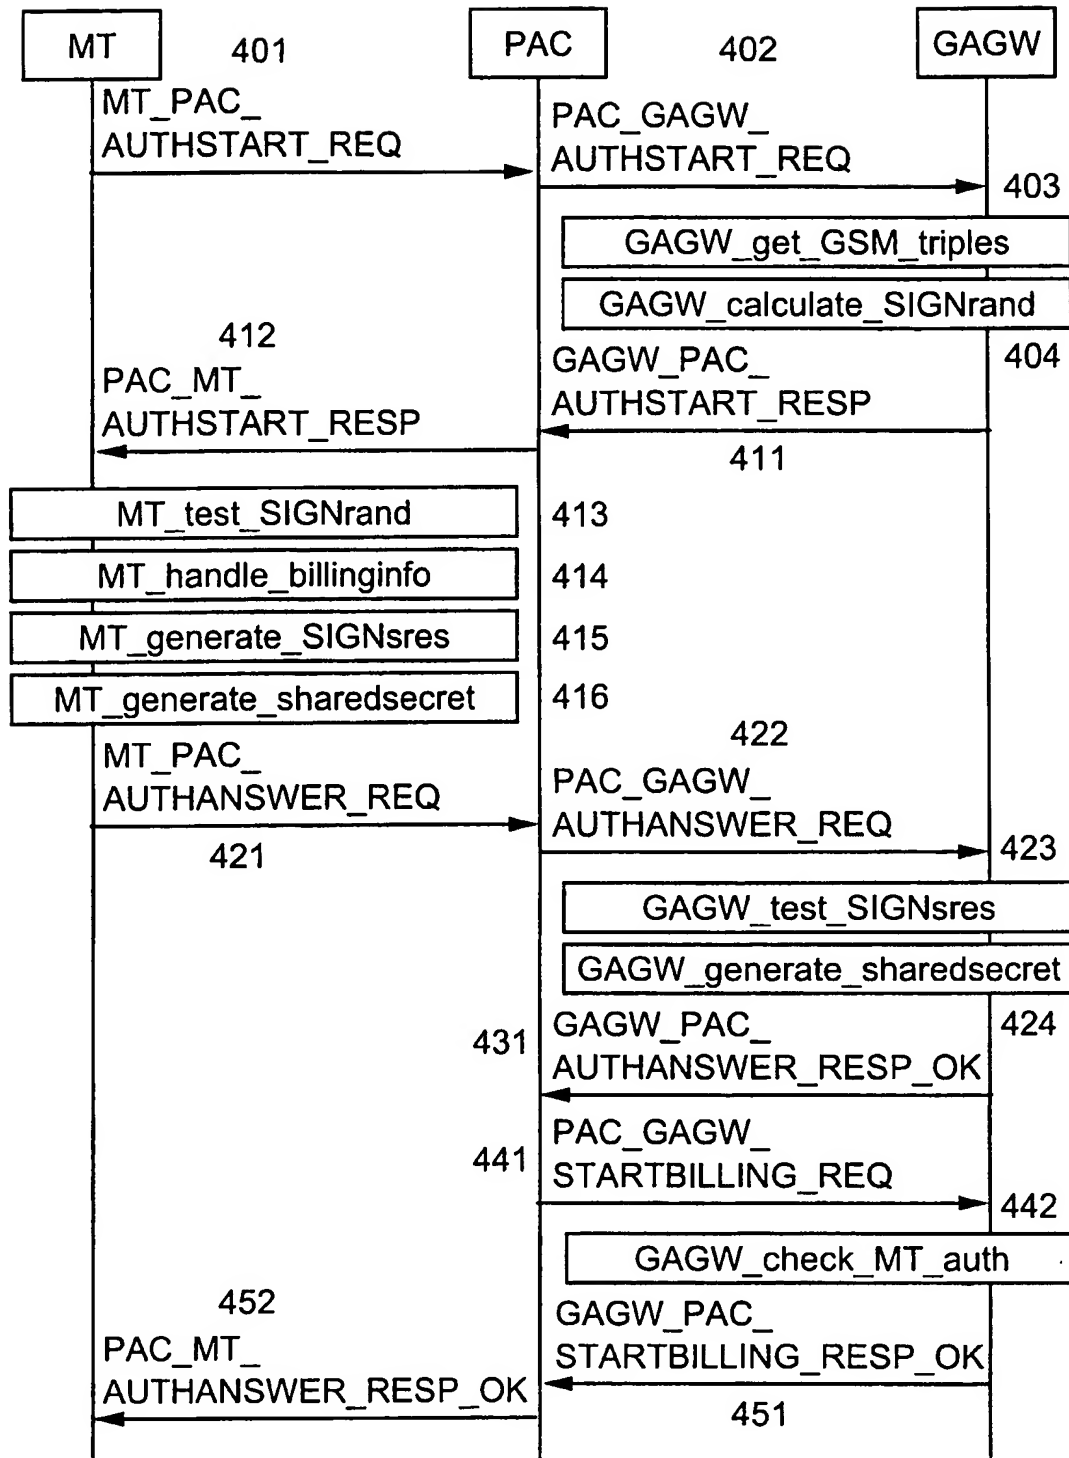 MT 401 PAC 402 GAGW
MT_PAC_
AUTHSTART_REQ
PAC_GAGW_
AUTHSTART_REQ
403
GAGW_get_GSM_triples
GAGW_calculate_SIGNrand
404
412
PAC_MT_
AUTHSTART_RESP
GAGW_PAC_
AUTHSTART_RESP
411
MT_test_SIGNrand 413
MT_handle_billinginfo 414
MT_generate_SIGNsres 415
MT_generate_sharedsecret 416
MT_PAC_
AUTHANSWER_REQ
421
422
PAC_GAGW_
AUTHANSWER_REQ
423
GAGW_test_SIGNsres
GAGW_generate_sharedsecret
424
431
GAGW_PAC_
AUTHANSWER_RESP_OK
441
PAC_GAGW_
STARTBILLING_REQ
442
GAGW_check_MT_auth
452
PAC_MT_
AUTHANSWER_RESP_OK
GAGW_PAC_
STARTBILLING_RESP_OK
451